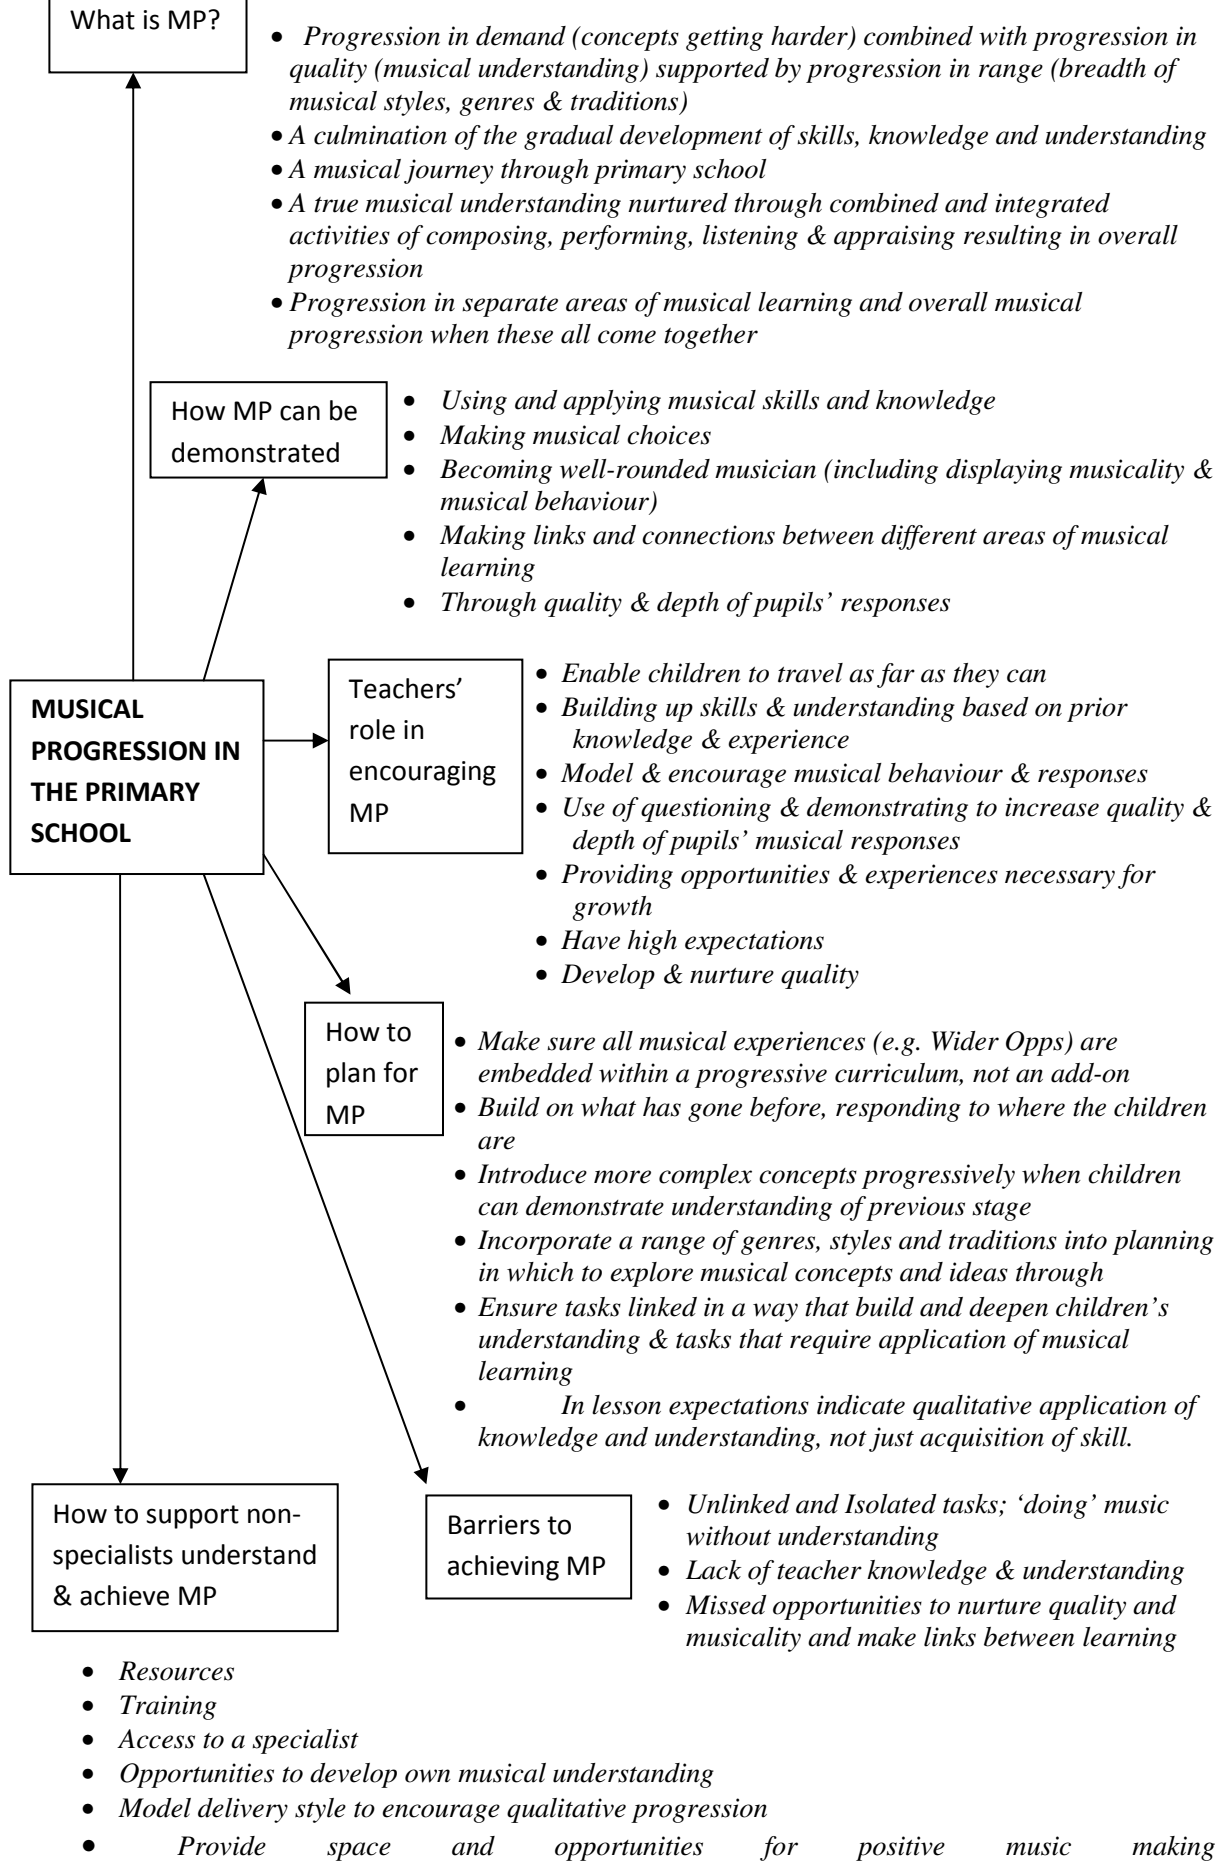 What is MP?
• Progression in demand (concepts getting harder) combined with progression in
quality (musical understanding) supported by progression in range (breadth of
musical styles, genres & traditions)
• A culmination of the gradual development of skills, knowledge and understanding
• A musical journey through primary school
• A true musical understanding nurtured through combined and integrated
activities of composing, performing, listening & appraising resulting in overall
progression
• Progression in separate areas of musical learning and overall musical
progression when these all come together
How MP can be
demonstrated
• Using and applying musical skills and knowledge
• Making musical choices
• Becoming well-rounded musician (including displaying musicality &
musical behaviour)
• Making links and connections between different areas of musical
learning
• Through quality & depth of pupils’ responses
MUSICAL
PROGRESSION IN
THE PRIMARY
SCHOOL
Teachers’
role in
encouraging
MP
• Enable children to travel as far as they can
• Building up skills & understanding based on prior
knowledge & experience
• Model & encourage musical behaviour & responses
• Use of questioning & demonstrating to increase quality &
depth of pupils’ musical responses
• Providing opportunities & experiences necessary for
growth
• Have high expectations
• Develop & nurture quality
How to
plan for
MP
• Make sure all musical experiences (e.g. Wider Opps) are
embedded within a progressive curriculum, not an add-on
• Build on what has gone before, responding to where the children
are
• Introduce more complex concepts progressively when children
can demonstrate understanding of previous stage
• Incorporate a range of genres, styles and traditions into planning
in which to explore musical concepts and ideas through
• Ensure tasks linked in a way that build and deepen children’s
understanding & tasks that require application of musical
learning
• In lesson expectations indicate qualitative application of
knowledge and understanding, not just acquisition of skill.
How to support non-
specialists understand
& achieve MP
Barriers to
achieving MP
• Unlinked and Isolated tasks; ‘doing’ music
without understanding
• Lack of teacher knowledge & understanding
• Missed opportunities to nurture quality and
musicality and make links between learning
• Resources
• Training
• Access to a specialist
• Opportunities to develop own musical understanding
• Model delivery style to encourage qualitative progression
• Provide space and opportunities for positive music making